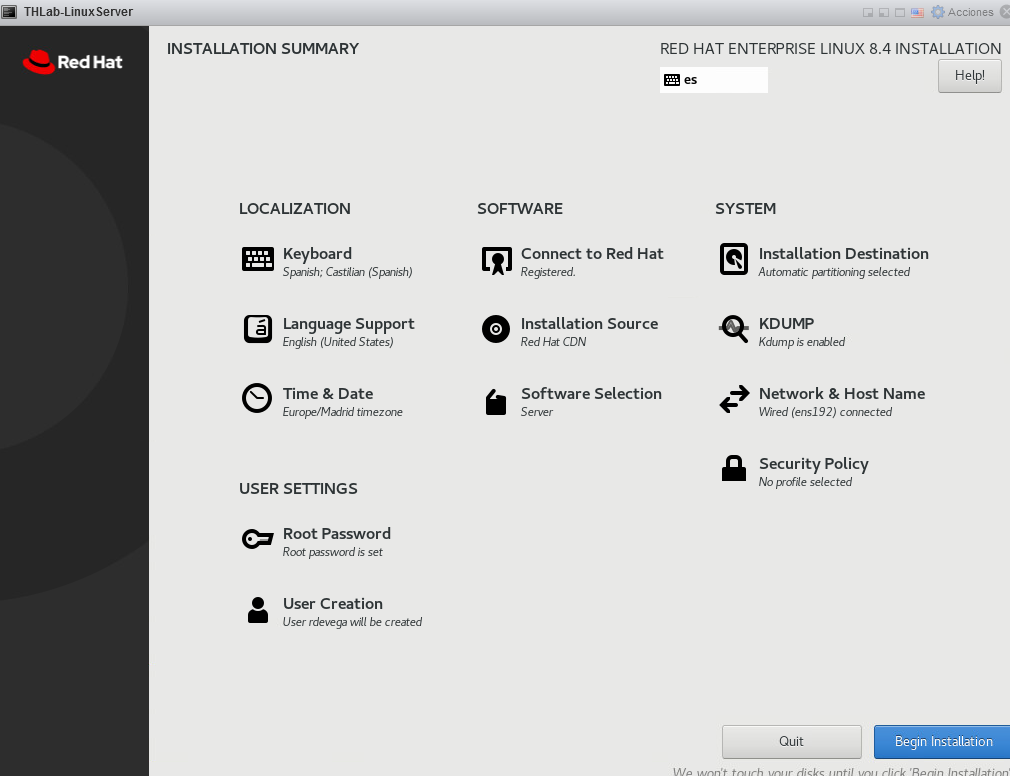 THLab-LinuxServer
Acciones
Red Hat
INSTALLATION SUMMARY
RED HAT ENTERPRISE LINUX 8.4 INSTALLATION
es
Help!
LOCALIZATION
Keyboard
Spanish; Castilian (Spanish)
Language Support
English (United States)
Time & Date
Europe/Madrid timezone
SOFTWARE
Connect to Red Hat
Registered.
Installation Source
Red Hat CDN
Software Selection
Server
SYSTEM
Installation Destination
Automatic partitioning selected
KDUMP
Kdump is enabled
Network & Host Name
Wired (ens192) connected
Security Policy
No profile selected
USER SETTINGS
Root Password
Root password is set
User Creation
User rdevega will be created
Quit
Begin Installation
We won't touch your disks until you click 'Begin Installation'